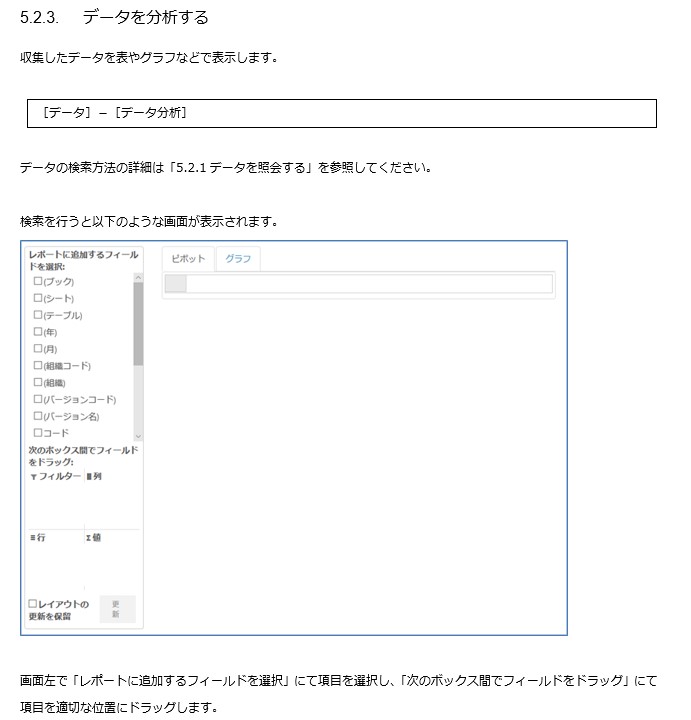 5.2.3. データを分析する
収集したデータを表やグラフなどで表示します。
［データ］–［データ分析］
データの検索方法の詳細は「5.2.1 データを照会する」を参照してください。
検索を行うと以下のような画面が表示されます。
レポートに追加するフィール
ドを選択:
(ブック)
(シート)
(テーブル)
(年)
(月)
(組織コード)
(組織)
(バージョンコード)
(バージョン名)
コード
次のボックス間でフィールド
をドラッグ:
フィルター 列
行 Σ 値
レイアウトの
更新を保留
更
新
ピボット グラフ
画面左で「レポートに追加するフィールドを選択」にて項目を選択し、「次のボックス間でフィールドをドラッグ」にて
項目を適切な位置にドラッグします。